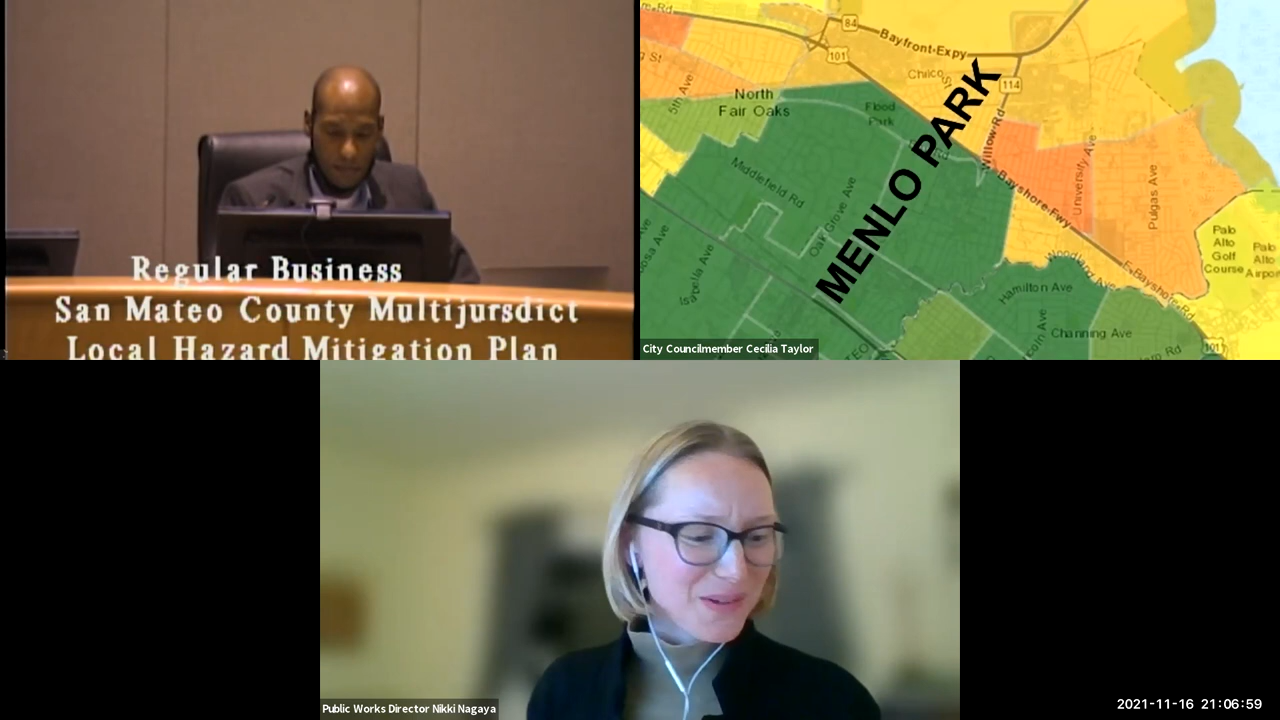 Regular Business
San Mateo County Multijursdict
Local Hazard Mitigation Plan
84
Bayfront Expy
101
Chilco St
114
5th Ave
North
Fair Oaks
Flood
Park
Willow Rd
MENLO PARK
Middlefield Rd
Oak Grove Ave
University Ave
Pulgas Ave
Bayshore Fwy
Palo
Alto
Golf
Course
Palo
Alto
Airport
Isabella Ave
Woodland Ave
E Bayshore Rd
Hamilton Ave
Channing Ave
101
City Councilmember Cecilia Taylor
Public Works Director Nikki Nagaya
2021-11-16 21:06:59